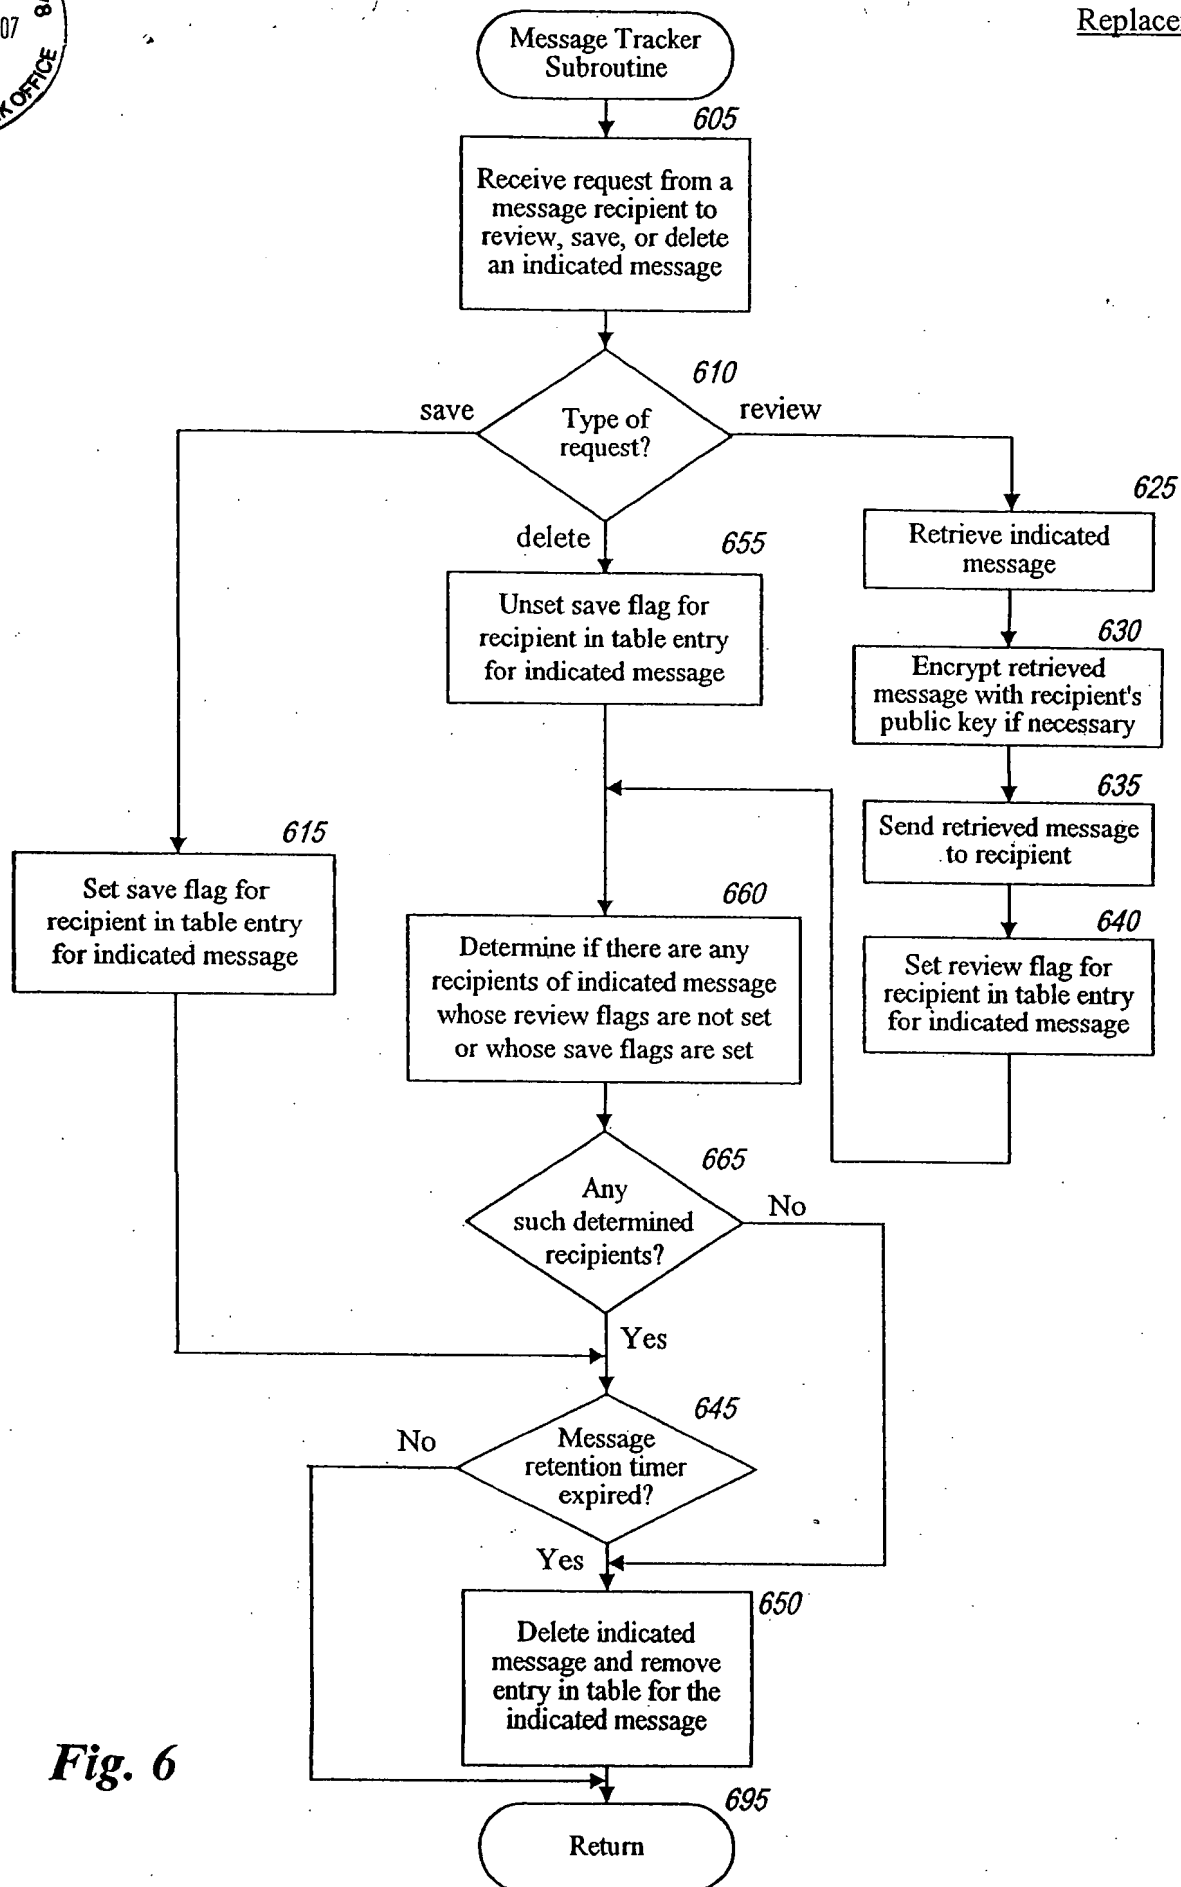 07
K OFFICE
Message Tracker
Subroutine
605
Receive request from a
message recipient to
review, save, or delete
an indicated message
610
save
Type of
request?
review
625
delete
655
Retrieve indicated
message
Unset save flag for
recipient in table entry
for indicated message
630
Encrypt retrieved
message with recipient's
public key if necessary
635
Send retrieved message
to recipient
615
Set save flag for
recipient in table entry
for indicated message
660
Determine if there are any
recipients of indicated message
whose review flags are not set
or whose save flags are set
640
Set review flag for
recipient in table entry
for indicated message
665
Any
such determined
recipients?
No
Yes
645
No
Message
retention timer
expired?
Yes
650
Delete indicated
message and remove
entry in table for the
indicated message
Fig. 6
695
Return